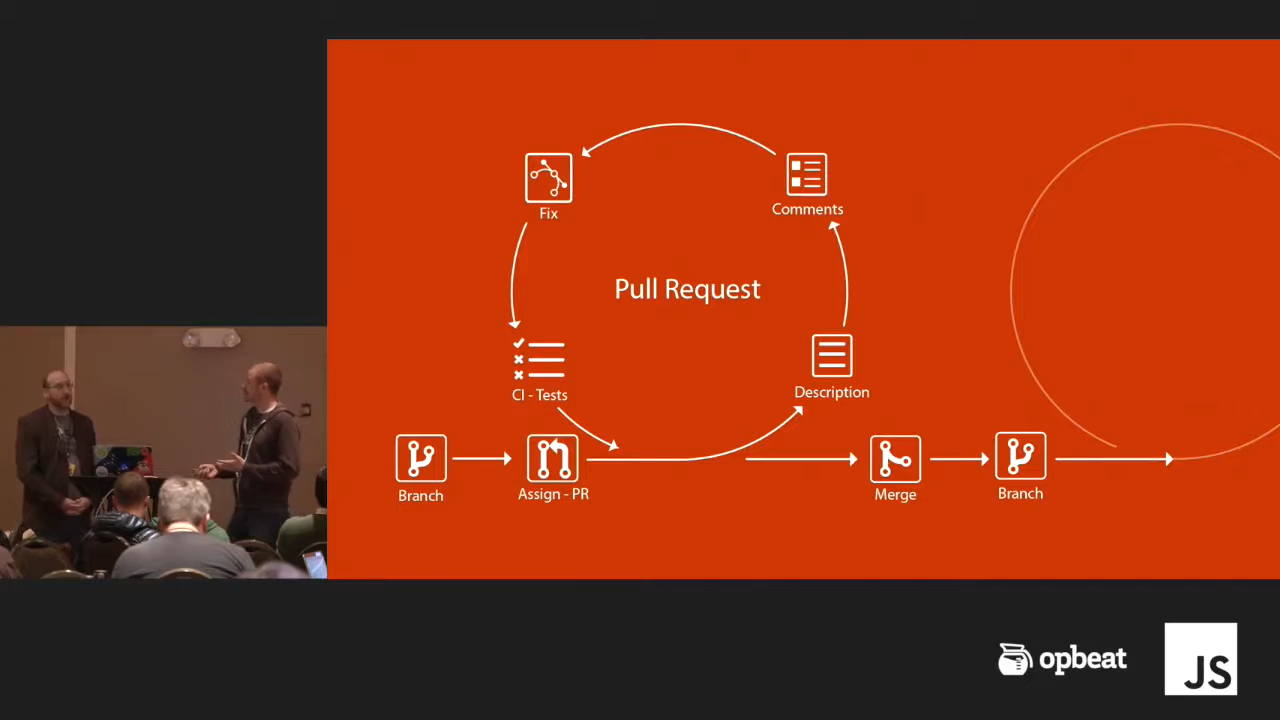 Fix
Comments
Pull Request
CI - Tests
Description
Branch
Assign - PR
Merge
Branch
opbeat
JS